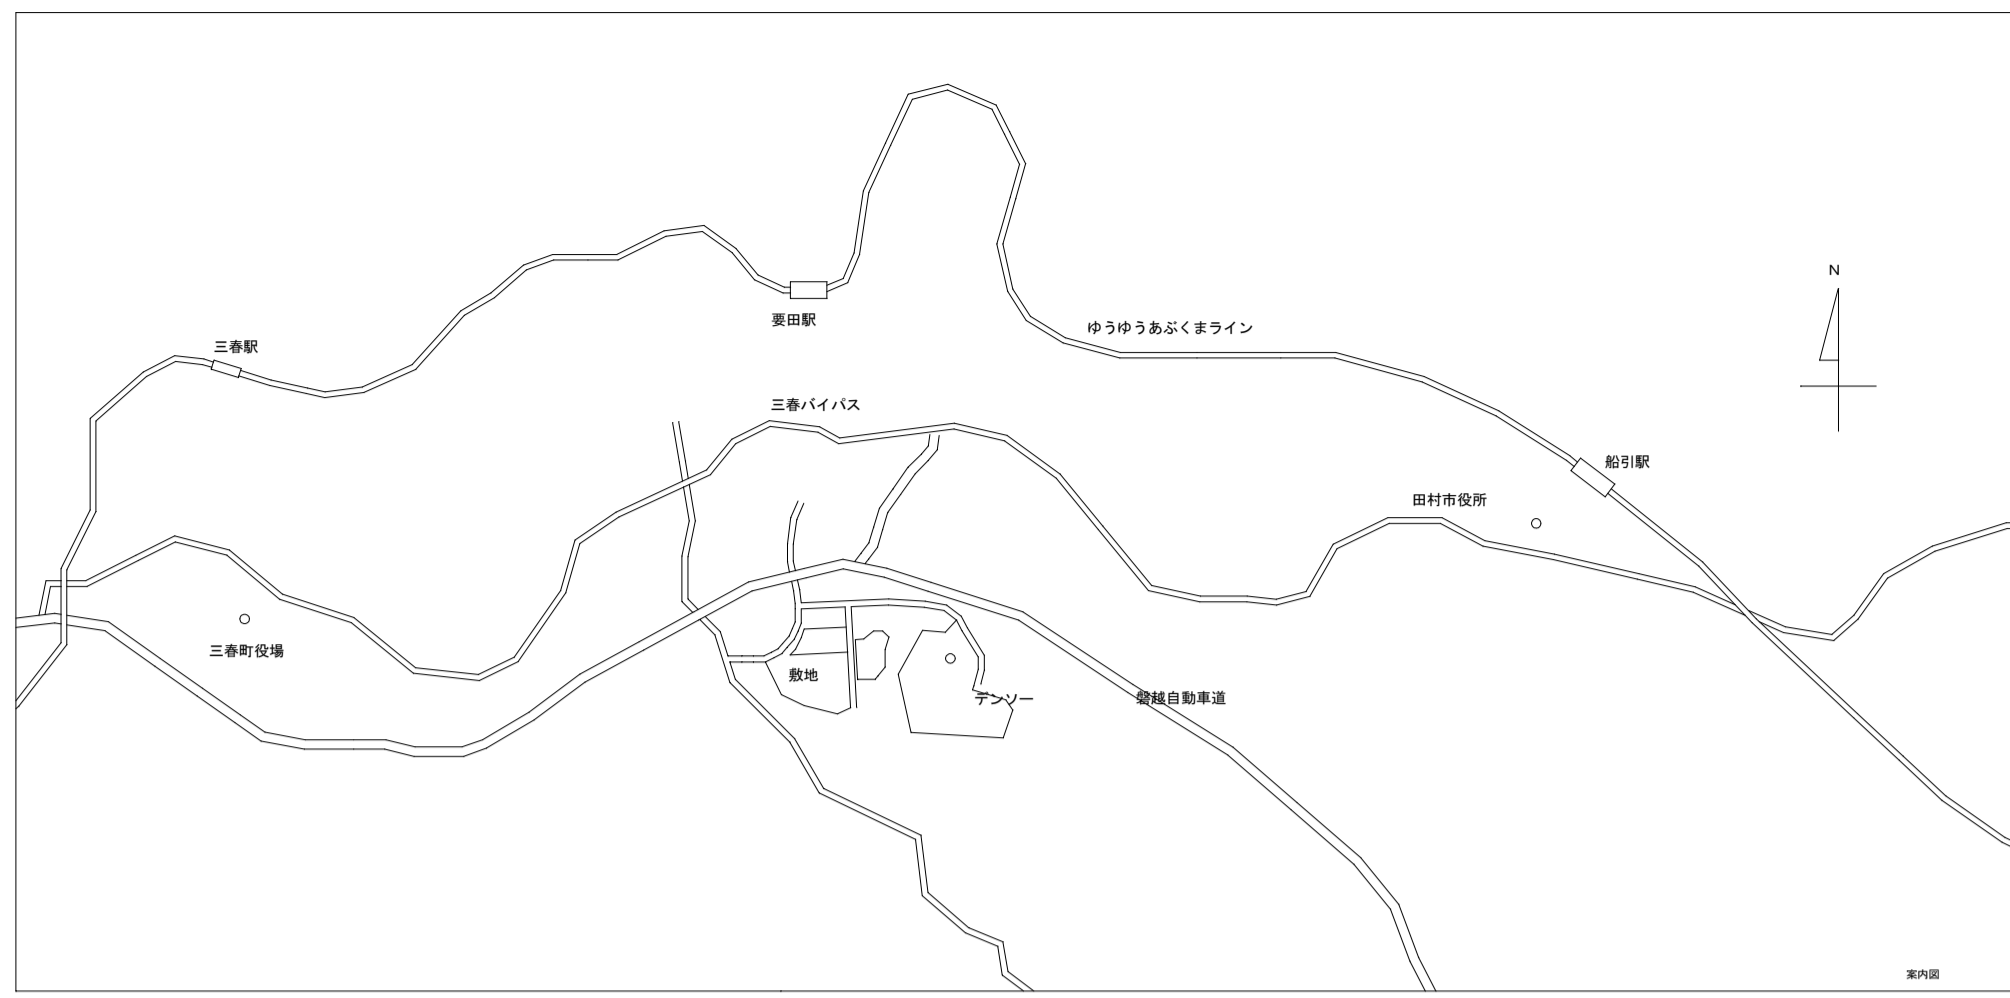 N
要田駅
ゆうゆうあぶくまライン
三春駅
三春バイパス
船引駅
田村市役所
三春町役場
敷地
デンソー
磐越自動車道
案内図